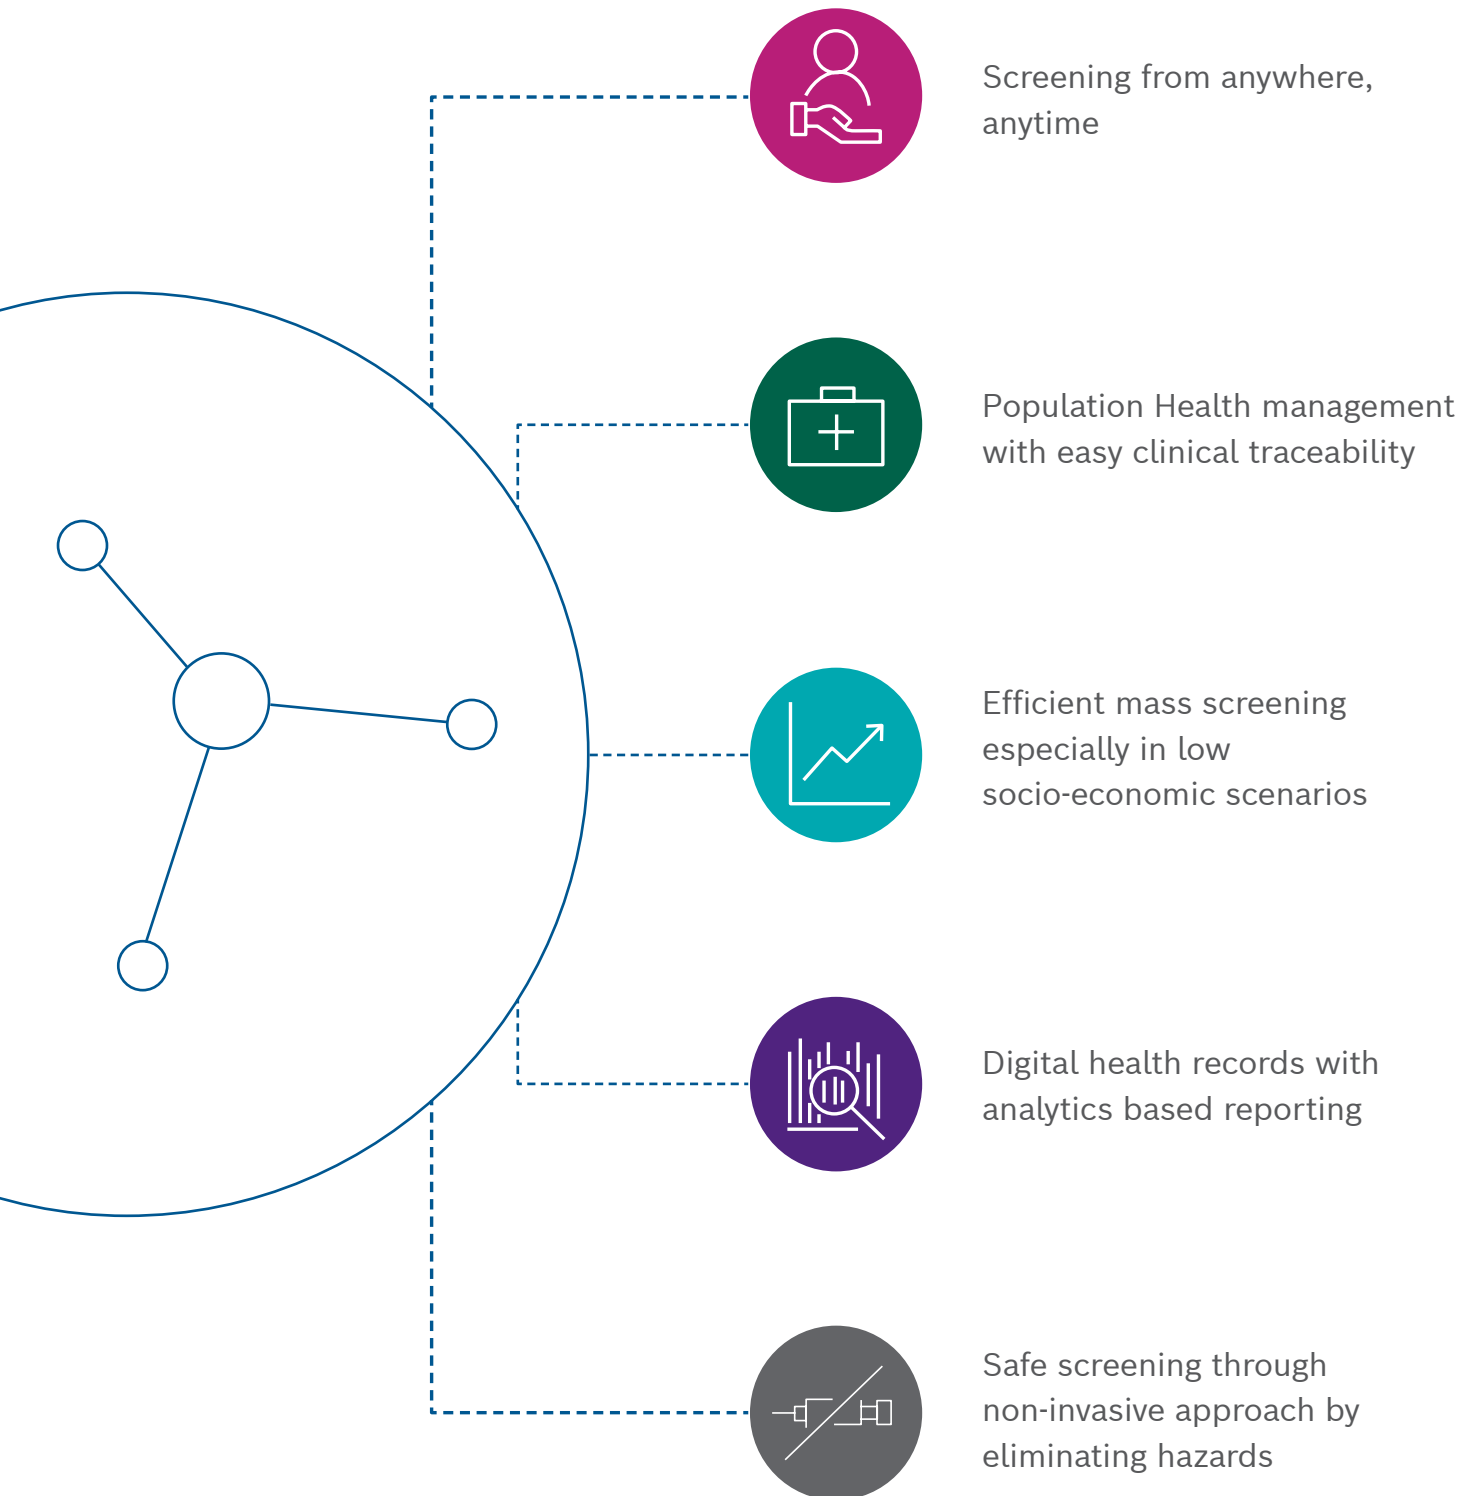 Screening from anywhere,
anytime
Population Health management
with easy clinical traceability
Efficient mass screening
especially in low
socio-economic scenarios
Digital health records with
analytics based reporting
Safe screening through
non-invasive approach by
eliminating hazards